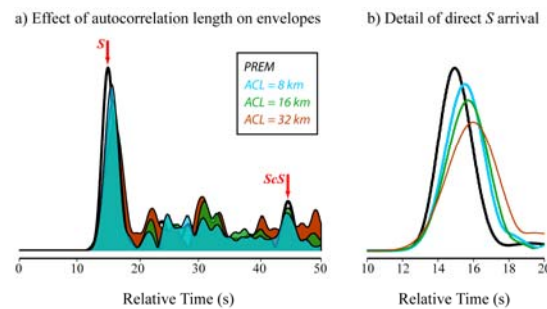 a) Effect of autocorrelation length on envelopes
S
PREM
ACL = 8 km
ACL = 16 km
ACL = 32 km
ScS
0 10 20 30 40 50
Relative Time (s)
b) Detail of direct S arrival
10 12 14 16 18 20
Relative Time (s)